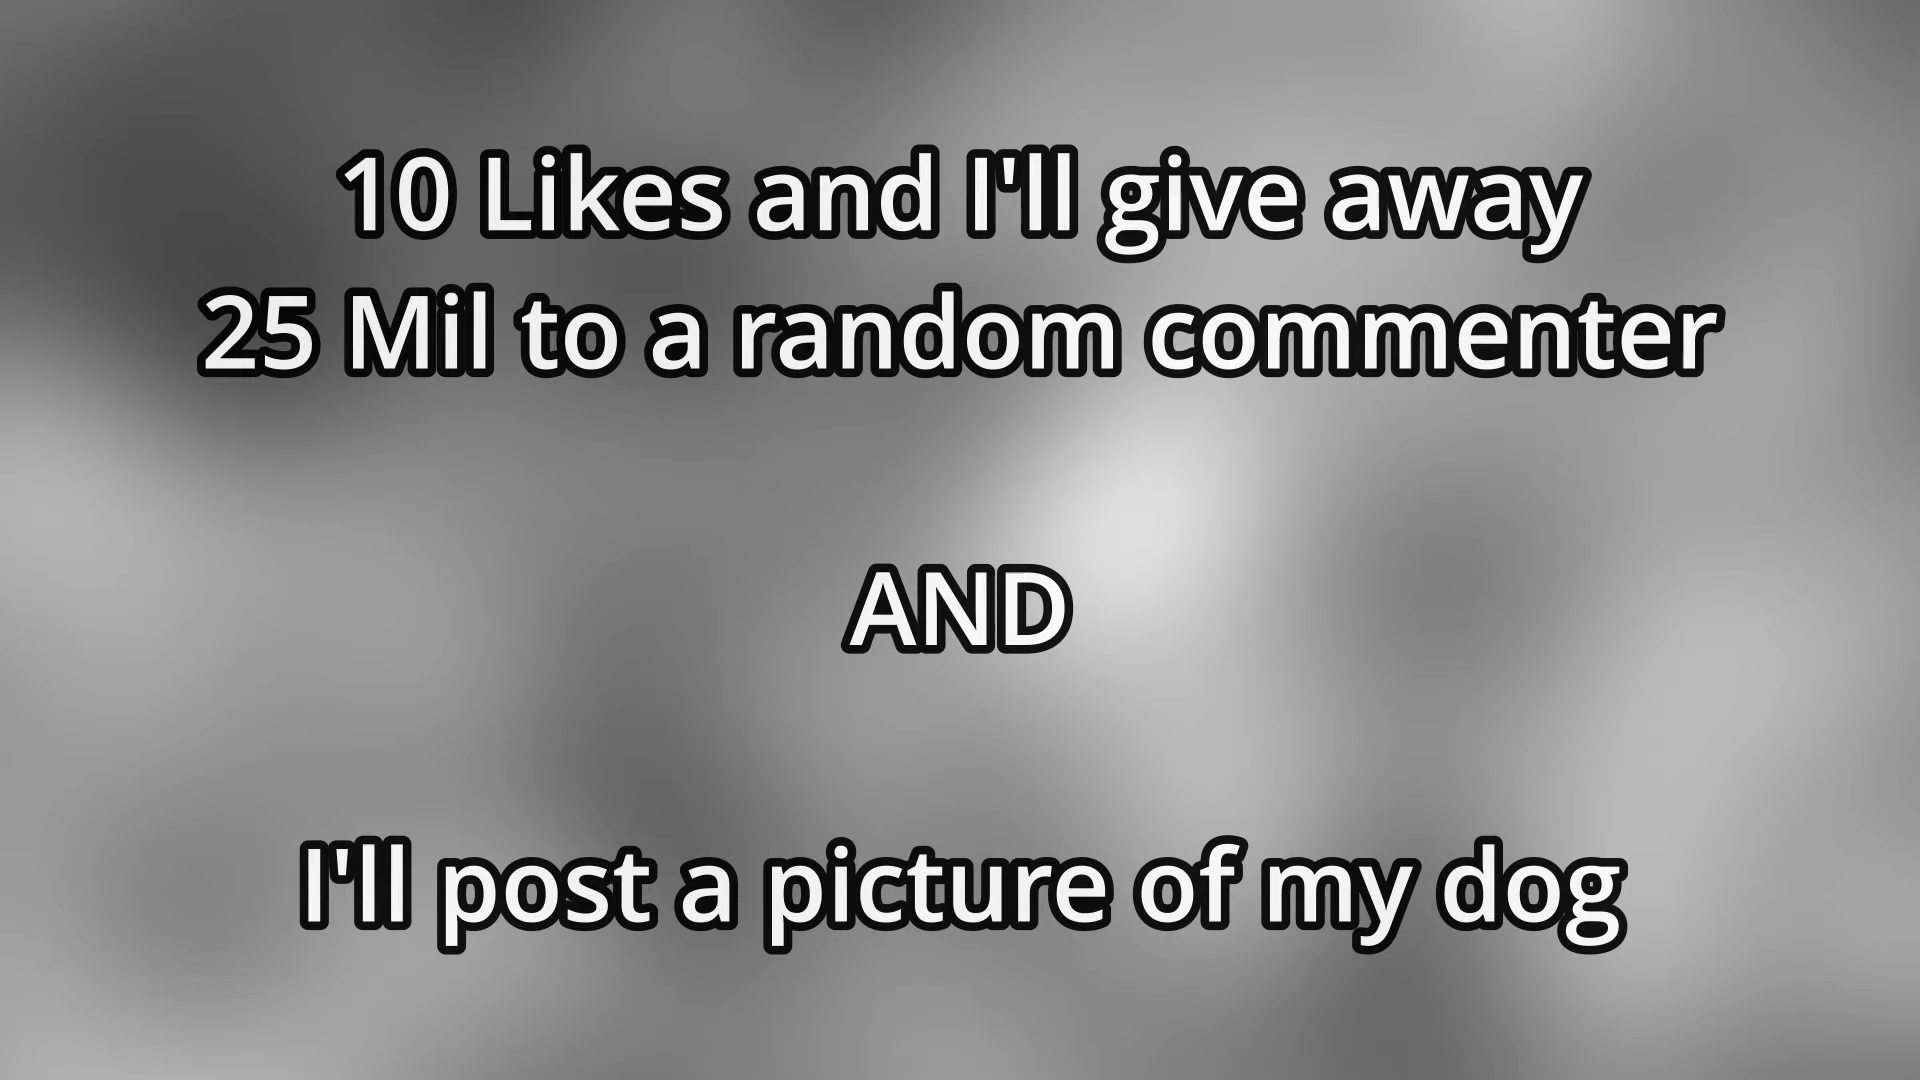 10 Likes and I'll give away
25 Mil to a random commenter
AND
I'll post a picture of my dog